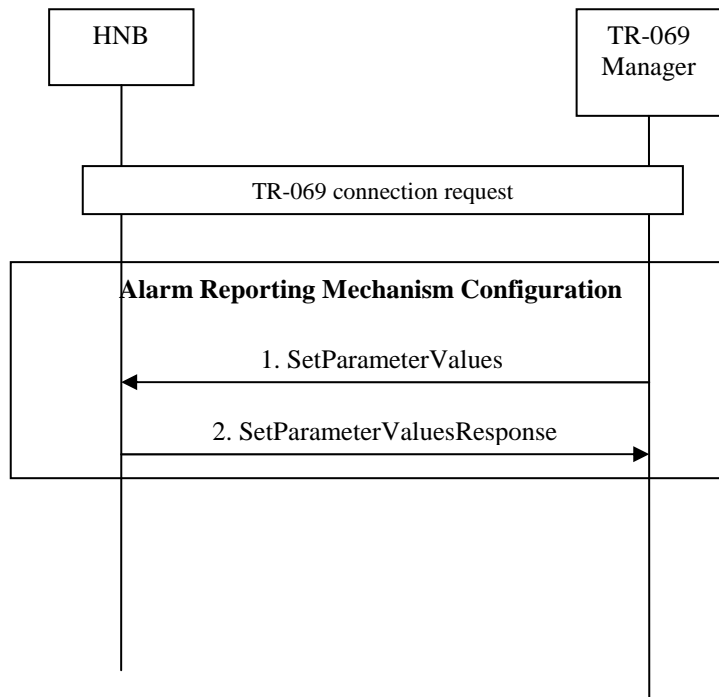 HNB
TR-069
Manager
TR-069 connection request
Alarm Reporting Mechanism Configuration
1. SetParameterValues
2. SetParameterValuesResponse